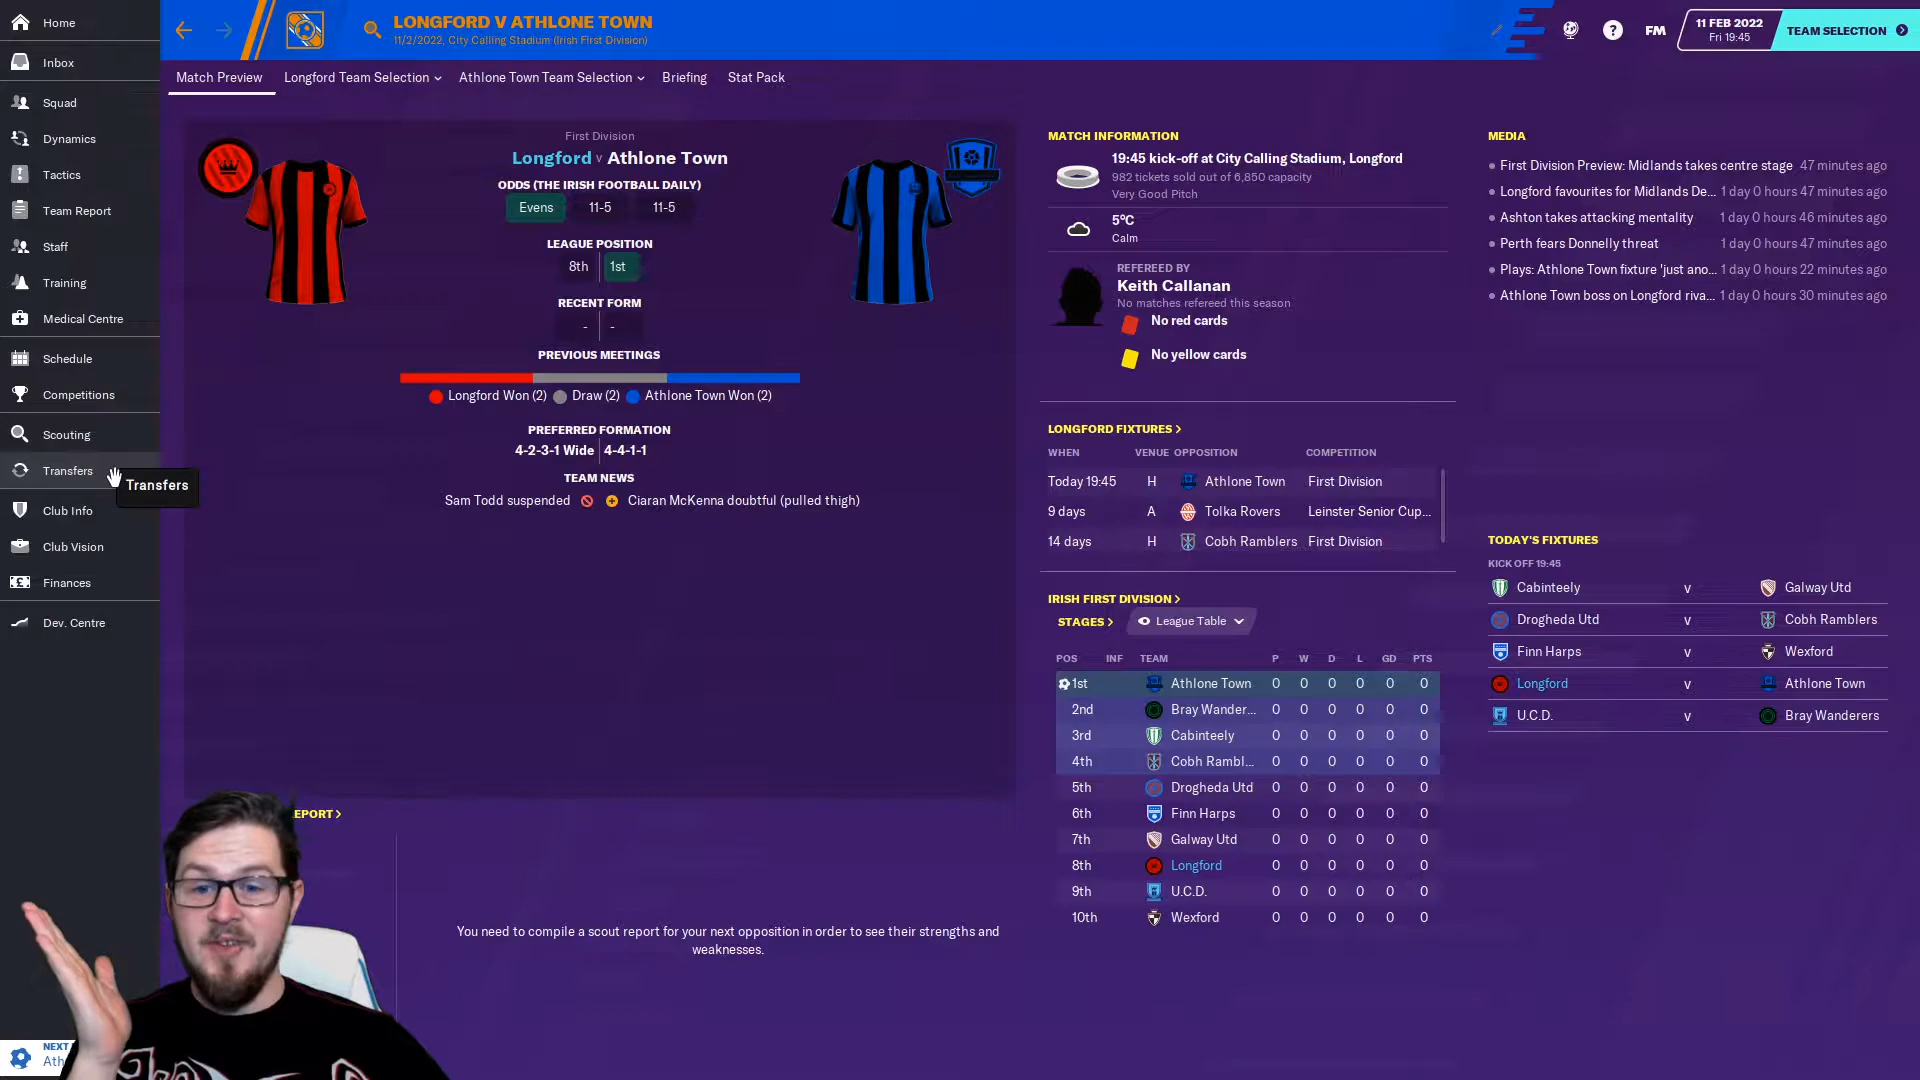 Home
Inbox
Squad
Dynamics
Tactics
Team Report
Staff
Training
Medical Centre
Schedule
Competitions
Scouting
Transfers
Transfers
Club Info
Club Vision
Finances
Dev. Centre
NEXT
Ath
LONGFORD V ATHLONE TOWN
11/2/2022, City Calling Stadium (Irish First Division)
FM
11 FEB 2022
Fri 19:45
TEAM SELECTION
Match Preview
Longford Team Selection
Athlone Town Team Selection
Briefing
Stat Pack
First Division
Longford v Athlone Town
ODDS (THE IRISH FOOTBALL DAILY)
Evens 11-5 11-5
LEAGUE POSITION
8th 1st
RECENT FORM
- -
PREVIOUS MEETINGS
Longford Won (2) Draw (2) Athlone Town Won (2)
PREFERRED FORMATION
4-2-3-1 Wide 4-4-1-1
TEAM NEWS
Sam Todd suspended Ciaran McKenna doubtful (pulled thigh)
EPORT >
You need to compile a scout report for your next opposition in order to see their strengths and
weaknesses.
MATCH INFORMATION
19:45 kick-off at City Calling Stadium, Longford
982 tickets sold out of 6,850 capacity
Very Good Pitch
5°C
Calm
REFEREED BY
Keith Callanan
No matches refereed this season
No red cards
No yellow cards
LONGFORD FIXTURES >
WHEN VENUE OPPOSITION COMPETITION
Today 19:45 H Athlone Town First Division
9 days A Tolka Rovers Leinster Senior Cup...
14 days H Cobh Ramblers First Division
IRISH FIRST DIVISION >
STAGES > League Table
POS INF TEAM P W D L GD PTS
1st Athlone Town 0 0 0 0 0 0
2nd Bray Wander... 0 0 0 0 0 0
3rd Cabinteely 0 0 0 0 0 0
4th Cobh Rambl... 0 0 0 0 0 0
5th Drogheda Utd 0 0 0 0 0 0
6th Finn Harps 0 0 0 0 0 0
7th Galway Utd 0 0 0 0 0 0
8th Longford 0 0 0 0 0 0
9th U.C.D. 0 0 0 0 0 0
10th Wexford 0 0 0 0 0 0
MEDIA
First Division Preview: Midlands takes centre stage 47 minutes ago
Longford favourites for Midlands De... 1 day 0 hours 47 minutes ago
Ashton takes attacking mentality 1 day 0 hours 46 minutes ago
Perth fears Donnelly threat 1 day 0 hours 47 minutes ago
Plays: Athlone Town fixture 'just ano... 1 day 0 hours 22 minutes ago
Athlone Town boss on Longford riva... 1 day 0 hours 30 minutes ago
TODAY'S FIXTURES
KICK OFF 19:45
Cabinteely v Galway Utd
Drogheda Utd v Cobh Ramblers
Finn Harps v Wexford
Longford v Athlone Town
U.C.D. v Bray Wanderers